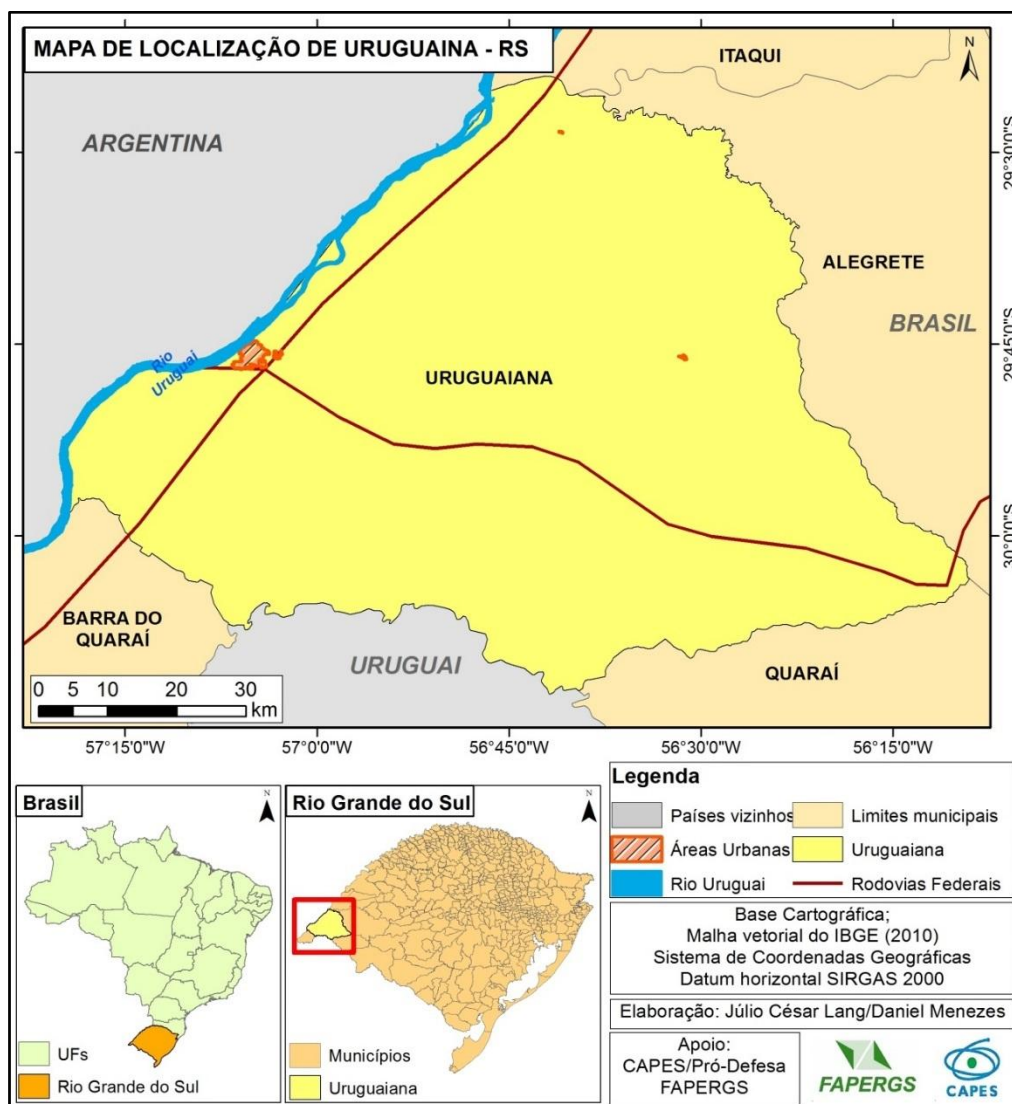 MAPA DE LOCALIZAÇÃO DE URUGUAINA - RS
N
ITAQUI
ARGENTINA
29°30'0"S
ALEGRETE
BRASIL
29°45'0"S
Rio
Uruguai
URUGUAIANA
30°0'0"S
BARRA DO
QUARAÍ
URUGUAI
QUARAÍ
0 5 10 20 30
km
57°15'0"W 57°0'0"W 56°45'0"W 56°30'0"W 56°15'0"W
Brasil
N
UFs
Rio Grande do Sul
Rio Grande do Sul
N
Municípios
Uruguaiana
Legenda
Países vizinhos
Limites municipais
Áreas Urbanas
Uruguaiana
Rio Uruguai
Rodovias Federais
Base Cartográfica;
Malha vetorial do IBGE (2010)
Sistema de Coordenadas Geográficas
Datum horizontal SIRGAS 2000
Elaboração: Júlio César Lang/Daniel Menezes
Apoio:
CAPES/Pró-Defesa
FAPERGS
FAPERGS
CAPES